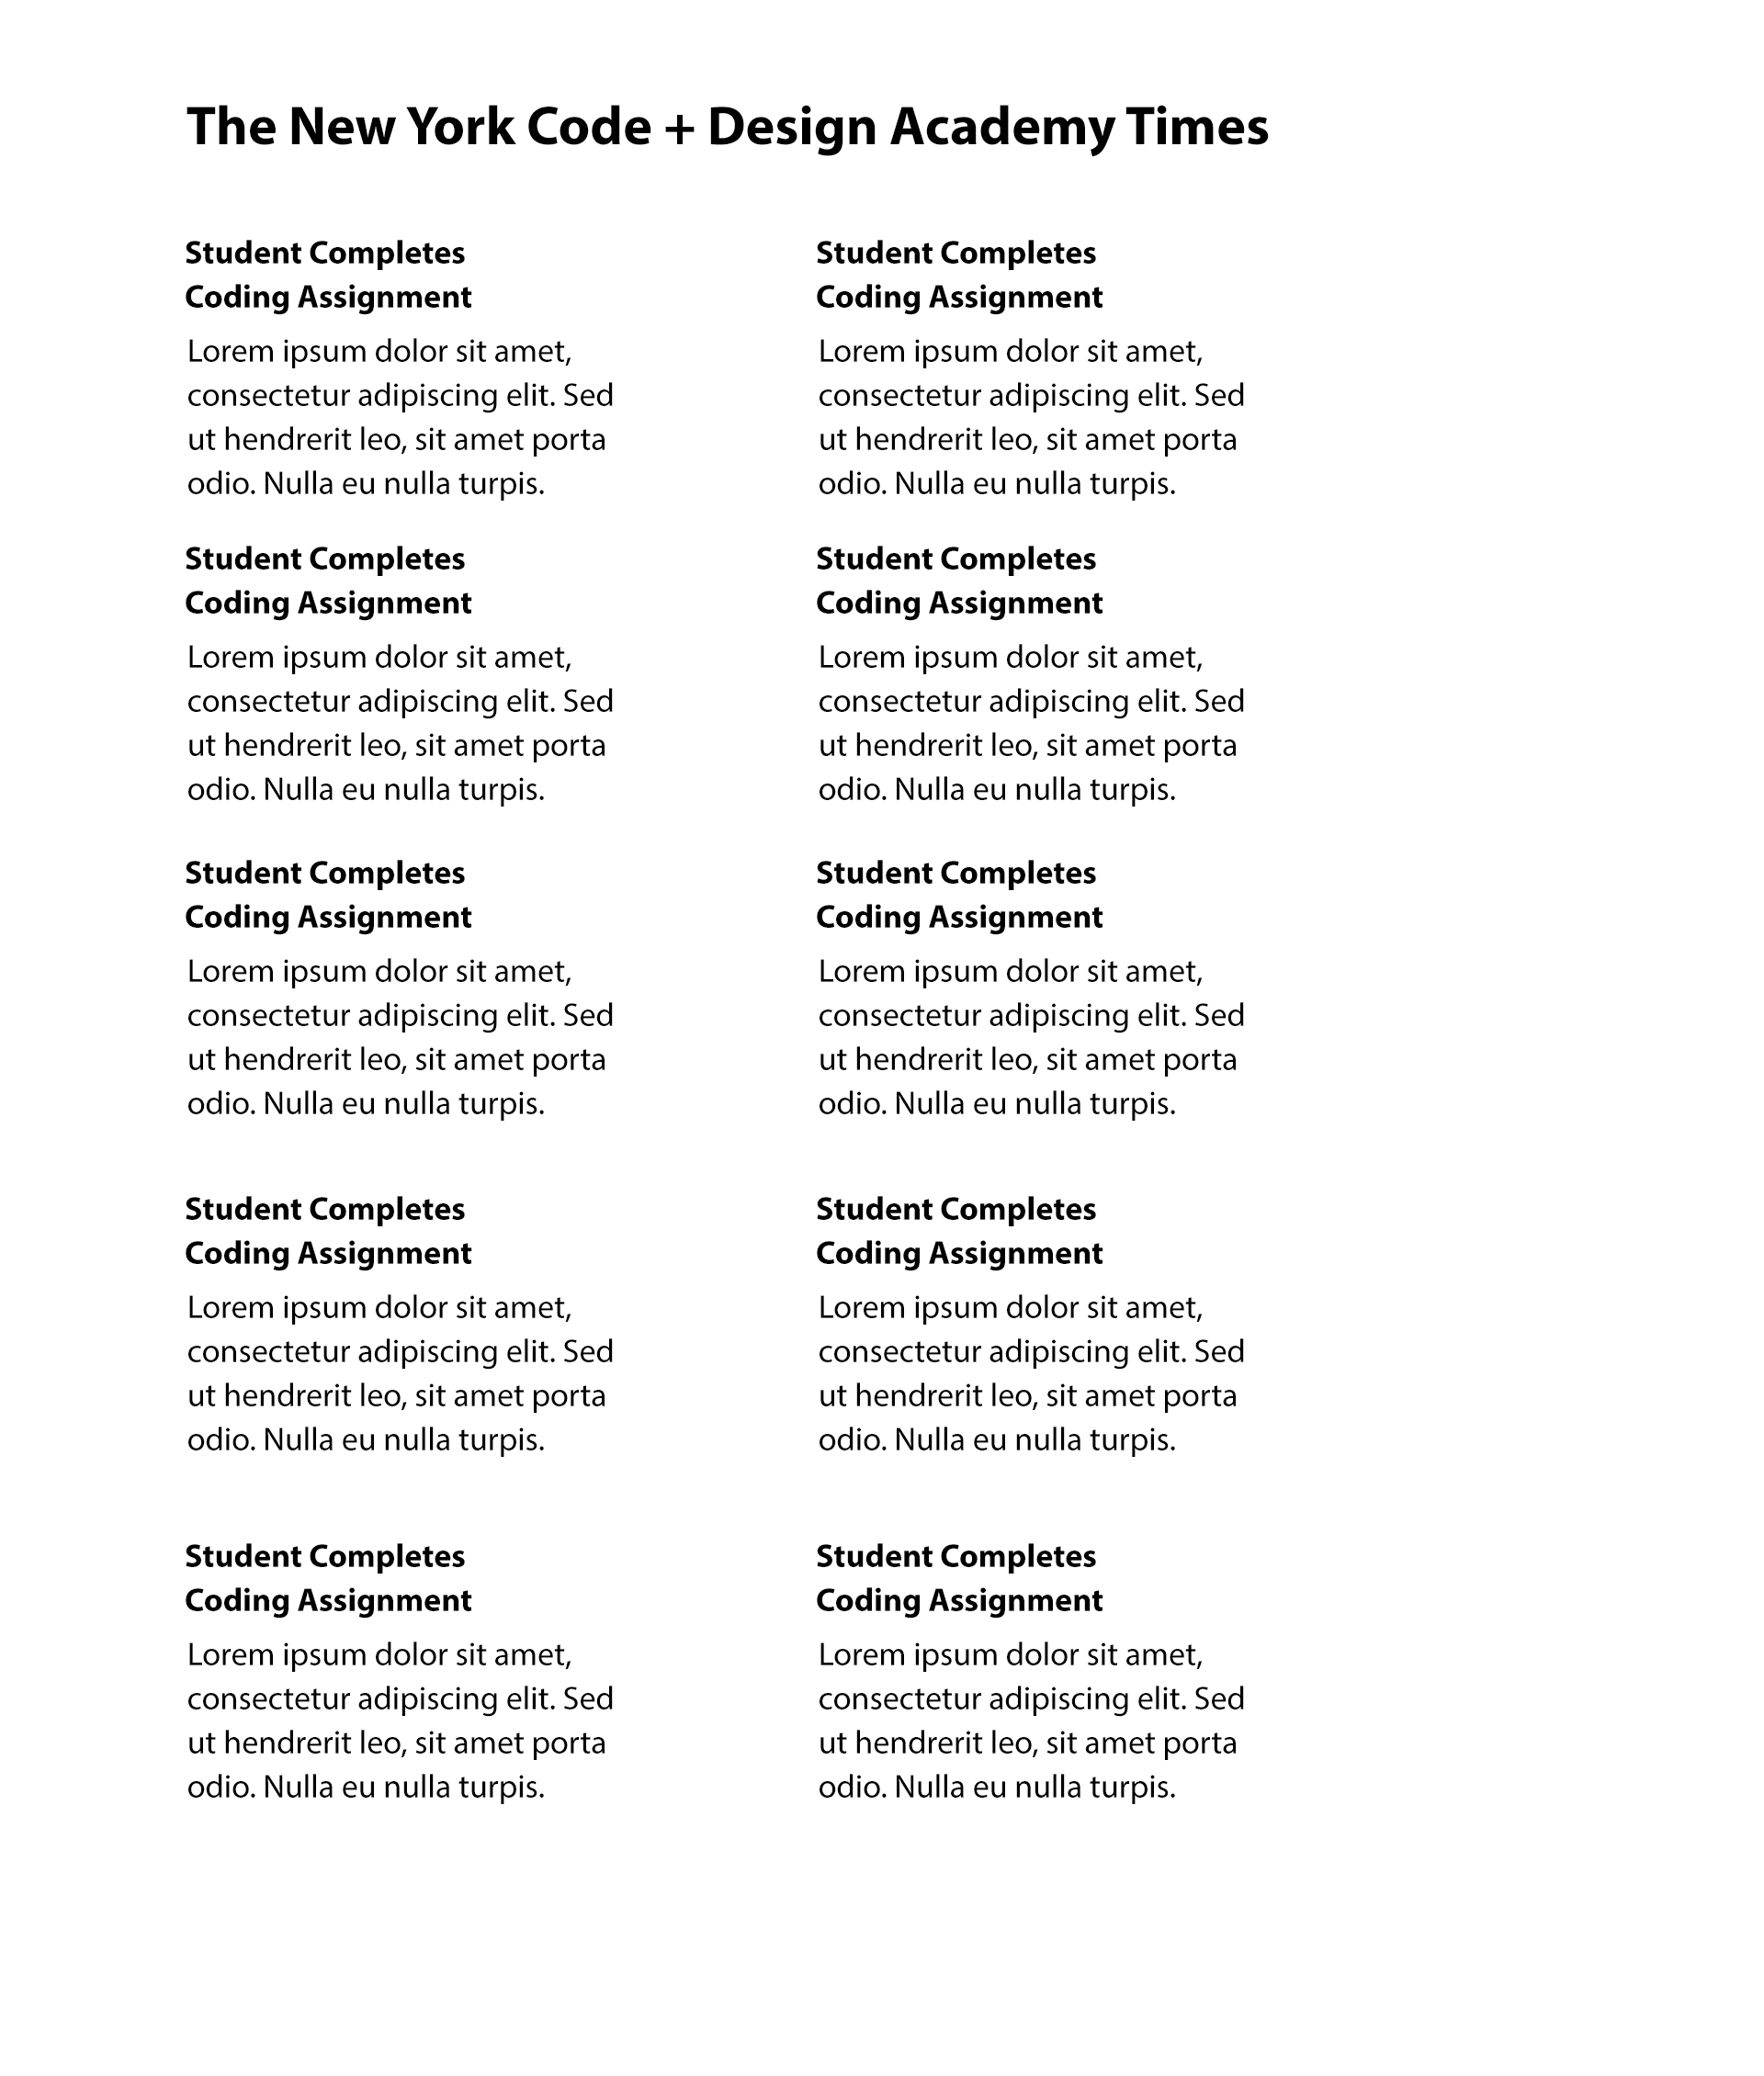 The New York Code + Design Academy Times
Student Completes
Coding Assignment
Lorem ipsum dolor sit amet,
consectetur adipiscing elit. Sed
ut hendrerit leo, sit amet porta
odio. Nulla eu nulla turpis.
Student Completes
Coding Assignment
Lorem ipsum dolor sit amet,
consectetur adipiscing elit. Sed
ut hendrerit leo, sit amet porta
odio. Nulla eu nulla turpis.
Student Completes
Coding Assignment
Lorem ipsum dolor sit amet,
consectetur adipiscing elit. Sed
ut hendrerit leo, sit amet porta
odio. Nulla eu nulla turpis.
Student Completes
Coding Assignment
Lorem ipsum dolor sit amet,
consectetur adipiscing elit. Sed
ut hendrerit leo, sit amet porta
odio. Nulla eu nulla turpis.
Student Completes
Coding Assignment
Lorem ipsum dolor sit amet,
consectetur adipiscing elit. Sed
ut hendrerit leo, sit amet porta
odio. Nulla eu nulla turpis.
Student Completes
Coding Assignment
Lorem ipsum dolor sit amet,
consectetur adipiscing elit. Sed
ut hendrerit leo, sit amet porta
odio. Nulla eu nulla turpis.
Student Completes
Coding Assignment
Lorem ipsum dolor sit amet,
consectetur adipiscing elit. Sed
ut hendrerit leo, sit amet porta
odio. Nulla eu nulla turpis.
Student Completes
Coding Assignment
Lorem ipsum dolor sit amet,
consectetur adipiscing elit. Sed
ut hendrerit leo, sit amet porta
odio. Nulla eu nulla turpis.
Student Completes
Coding Assignment
Lorem ipsum dolor sit amet,
consectetur adipiscing elit. Sed
ut hendrerit leo, sit amet porta
odio. Nulla eu nulla turpis.
Student Completes
Coding Assignment
Lorem ipsum dolor sit amet,
consectetur adipiscing elit. Sed
ut hendrerit leo, sit amet porta
odio. Nulla eu nulla turpis.